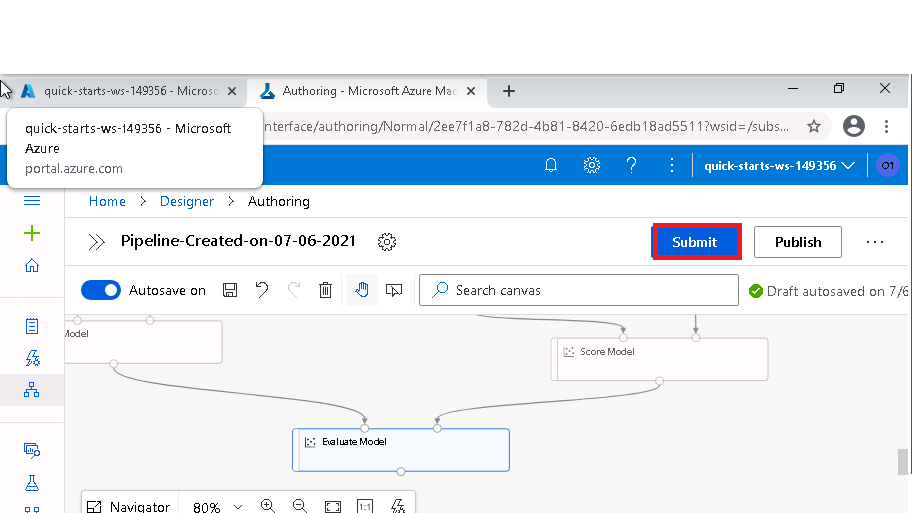 quick-starts-ws-149356 - Microso
Authoring - Microsoft Azure Mac
quick-starts-ws-149356 - Microsoft
Azure
portal.azure.com
nterface/authoring/Normal/2ee7f1a8-782d-4b81-8420-6edb18ad5511?wsid=/subs...
quick-starts-ws-149356
O1
Home > Designer > Authoring
Pipeline-Created-on-07-06-2021
Submit
Publish
Autosave on
Search canvas
Draft autosaved on 7/6
Model
Score Model
Evaluate Model
Navigator
80%
1:1